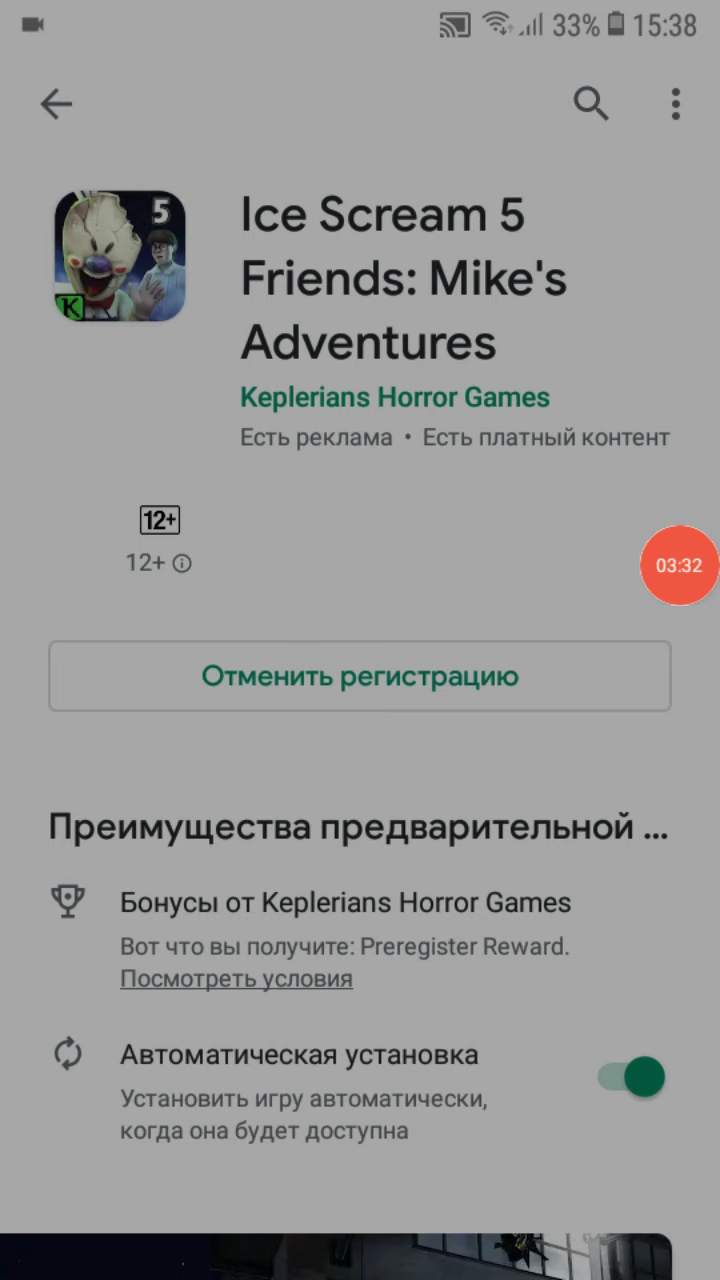 33% 15:38
5
K
Ice Scream 5
Friends: Mike's
Adventures
Keplerians Horror Games
Есть реклама • Есть платный контент
12+
12+
03:32
Отменить регистрацию
Преимущества предварительной ...
Бонусы от Keplerians Horror Games
Вот что вы получите: Preregister Reward.
Посмотреть условия
Автоматическая установка
Установить игру автоматически,
когда она будет доступна